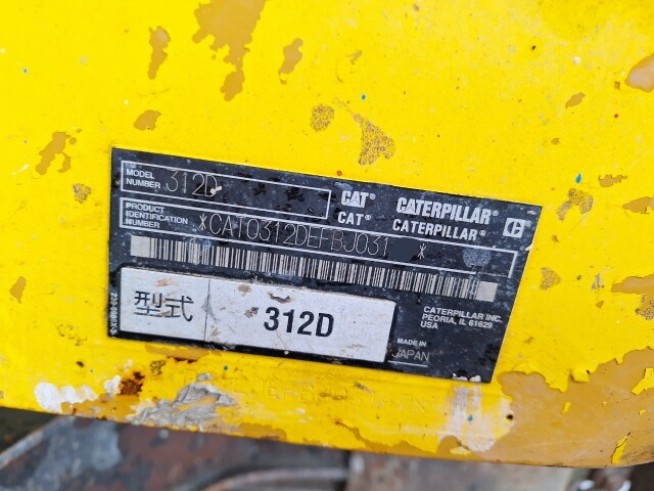 MODEL NUMBER 312D
CAT® CATERPILLAR®
CAT® CATERPILLAR®
PRODUCT IDENTIFICATION NUMBER *CAT0312DEFBJ031 *
型式 312D
CATERPILLAR INC.
PEORIA, IL 61629
USA
MADE IN
JAPAN